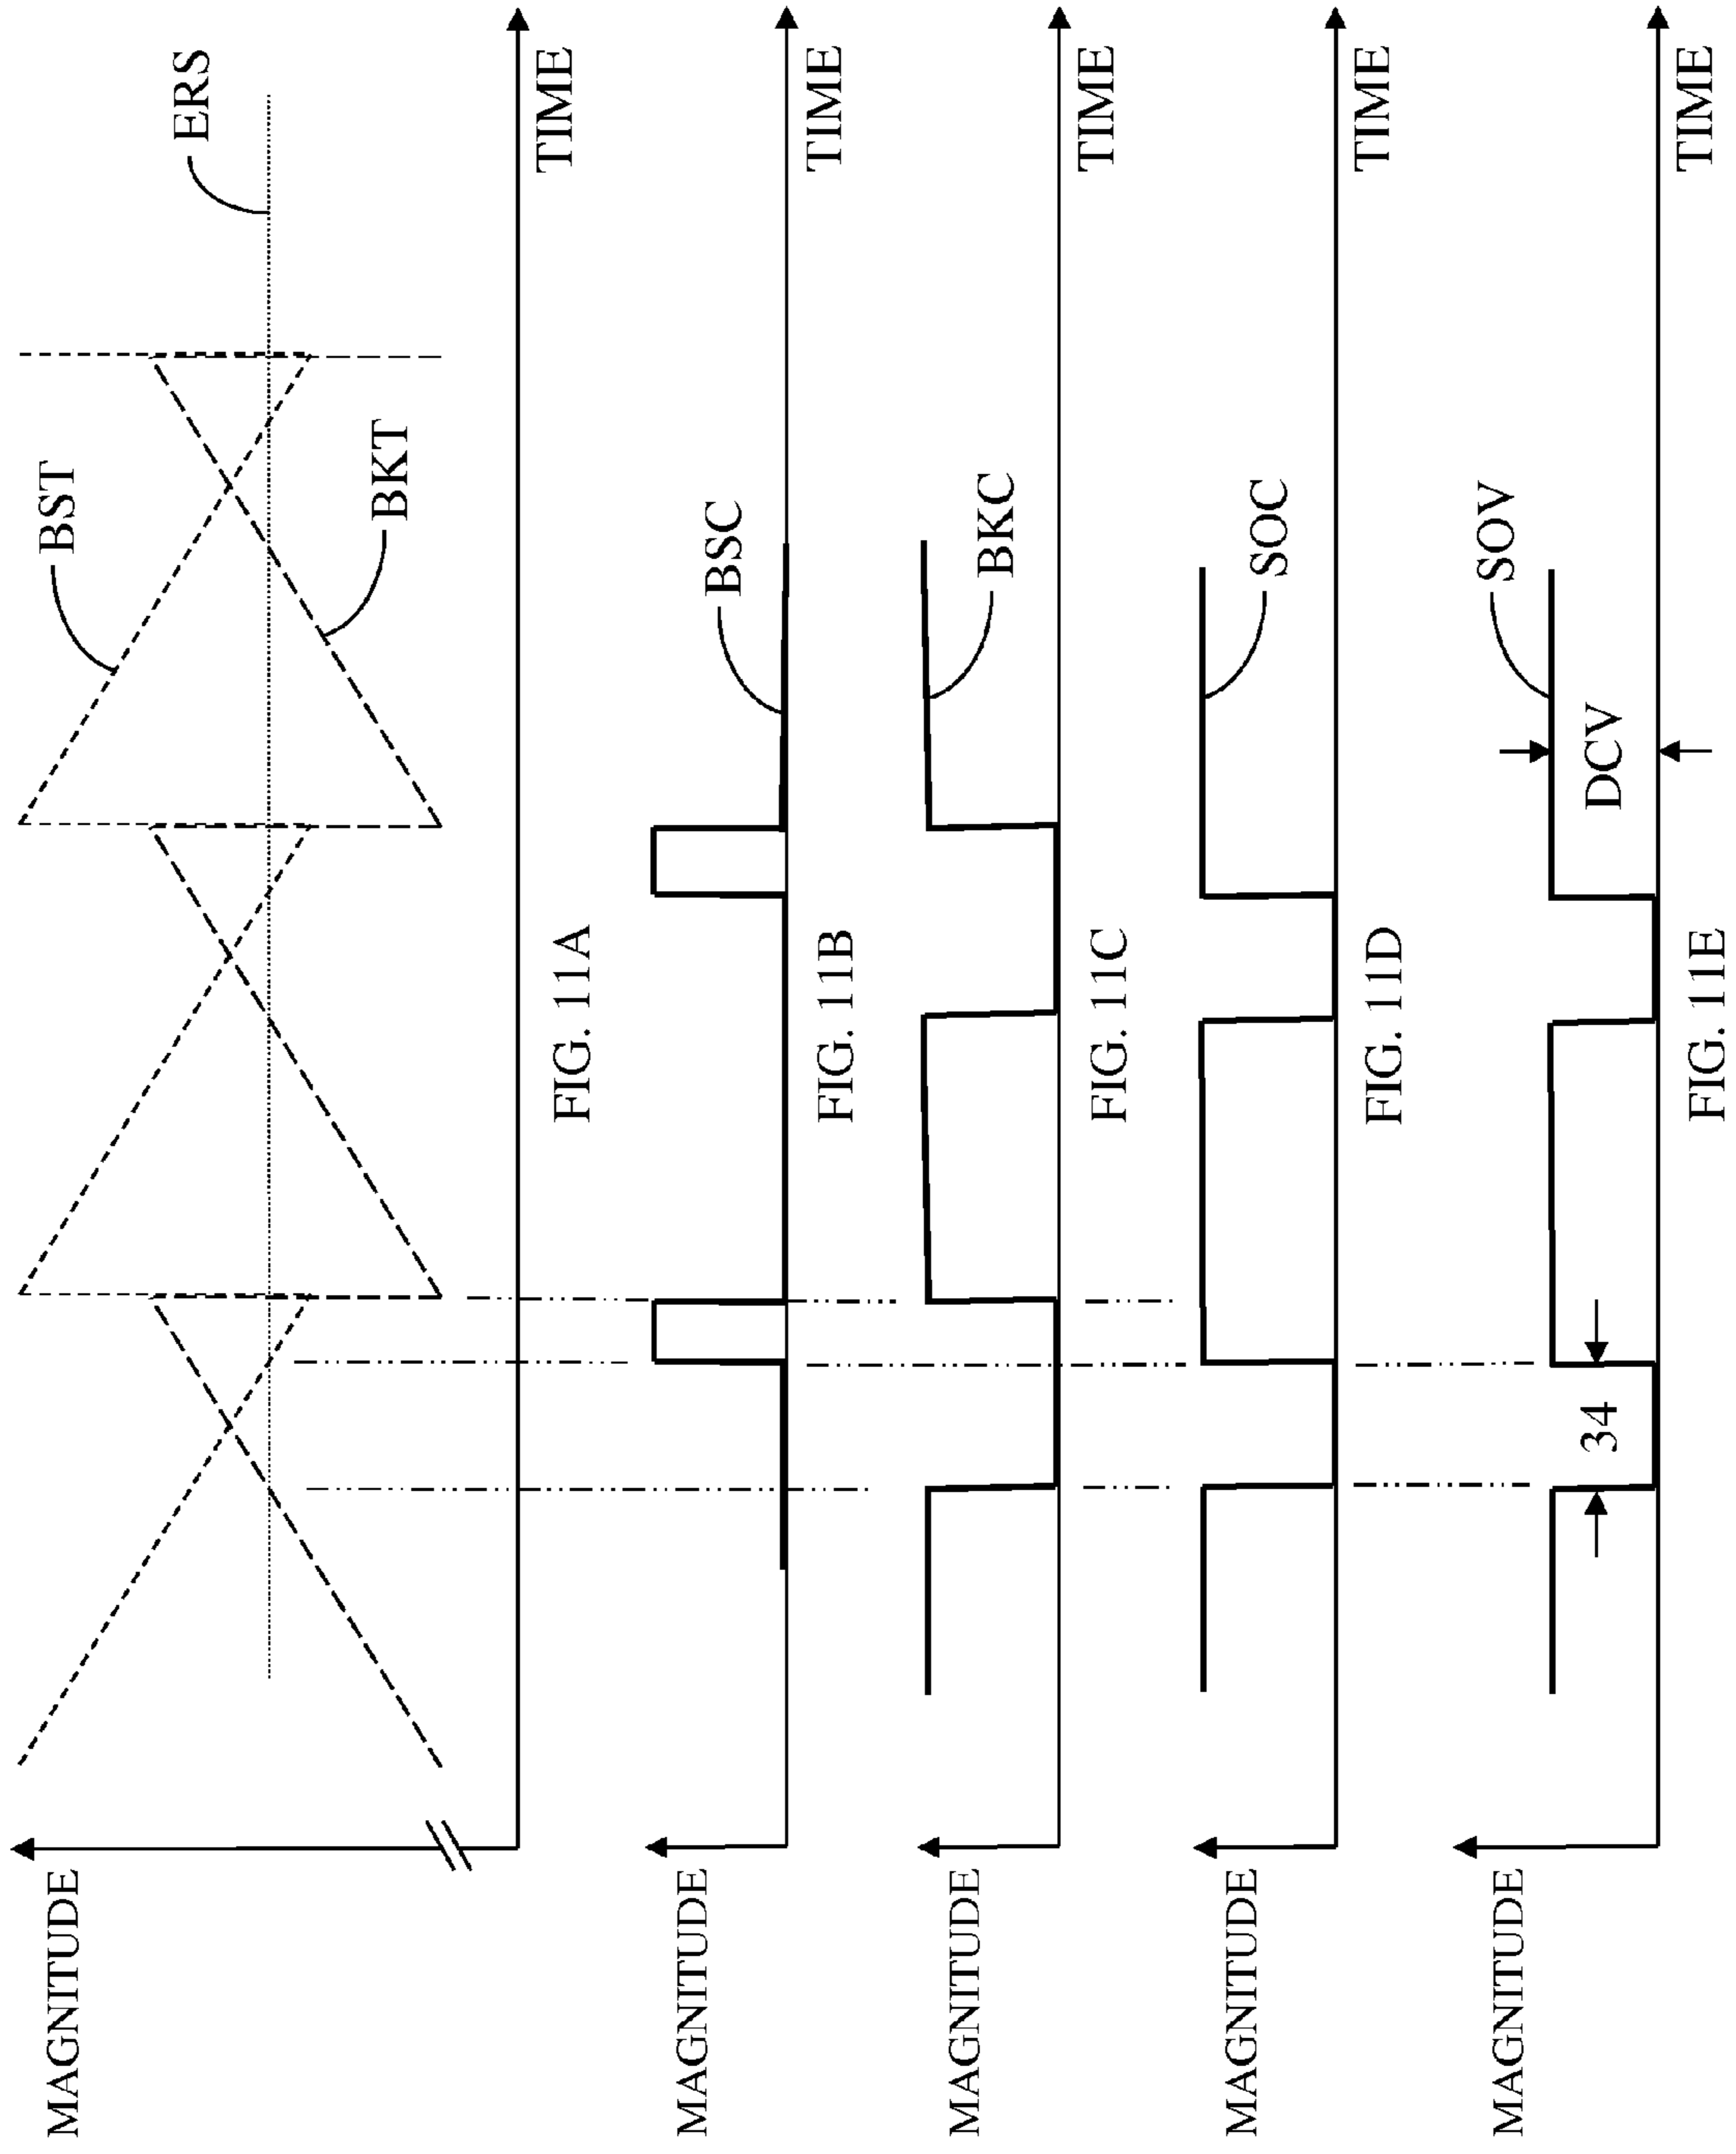 MAGNITUDE
BST
BKT
ERS
TIME
FIG. 11A
MAGNITUDE
BSC
TIME
FIG. 11B
MAGNITUDE
BKC
TIME
FIG. 11C
MAGNITUDE
SOC
TIME
FIG. 11D
MAGNITUDE
SOV
34
DCV
TIME
FIG. 11E